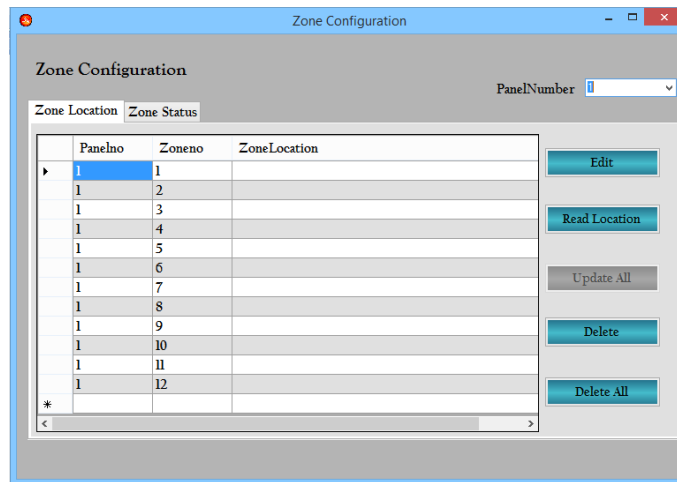 Zone Configuration
Zone Configuration
PanelNumber 1
Zone Location Zone Status
Panelno Zoneno ZoneLocation
1 1
1 2
1 3
1 4
1 5
1 6
1 7
1 8
1 9
1 10
1 11
1 12
Edit
Read Location
Update All
Delete
Delete All